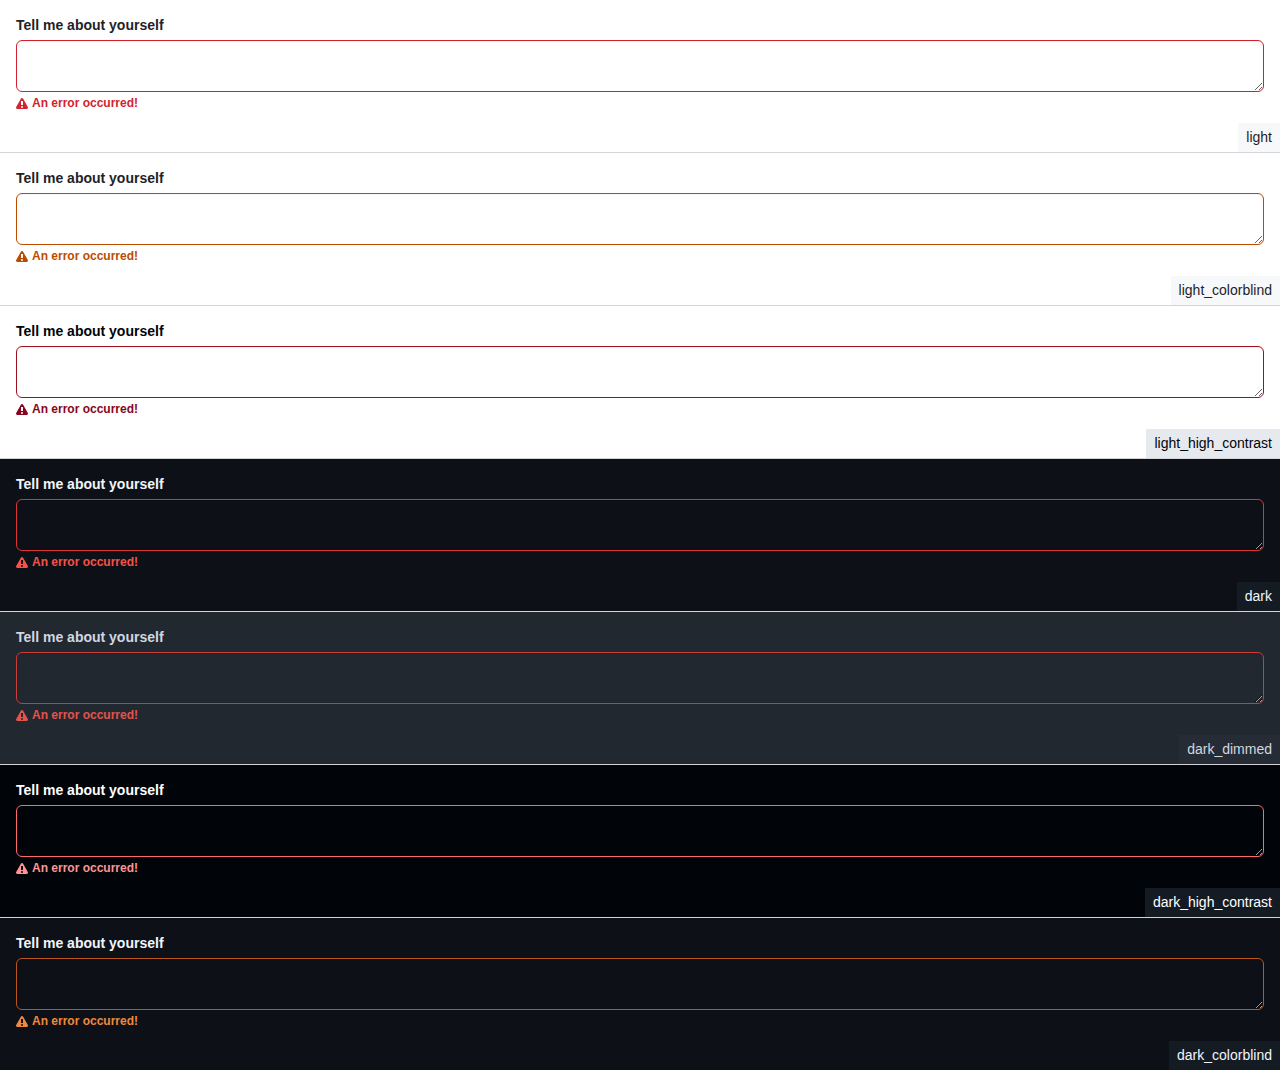 Tell me about yourself
An error occurred!
light
Tell me about yourself
An error occurred!
light_colorblind
Tell me about yourself
An error occurred!
light_high_contrast
Tell me about yourself
An error occurred!
dark
Tell me about yourself
An error occurred!
dark_dimmed
Tell me about yourself
An error occurred!
dark_high_contrast
Tell me about yourself
An error occurred!
dark_colorblind